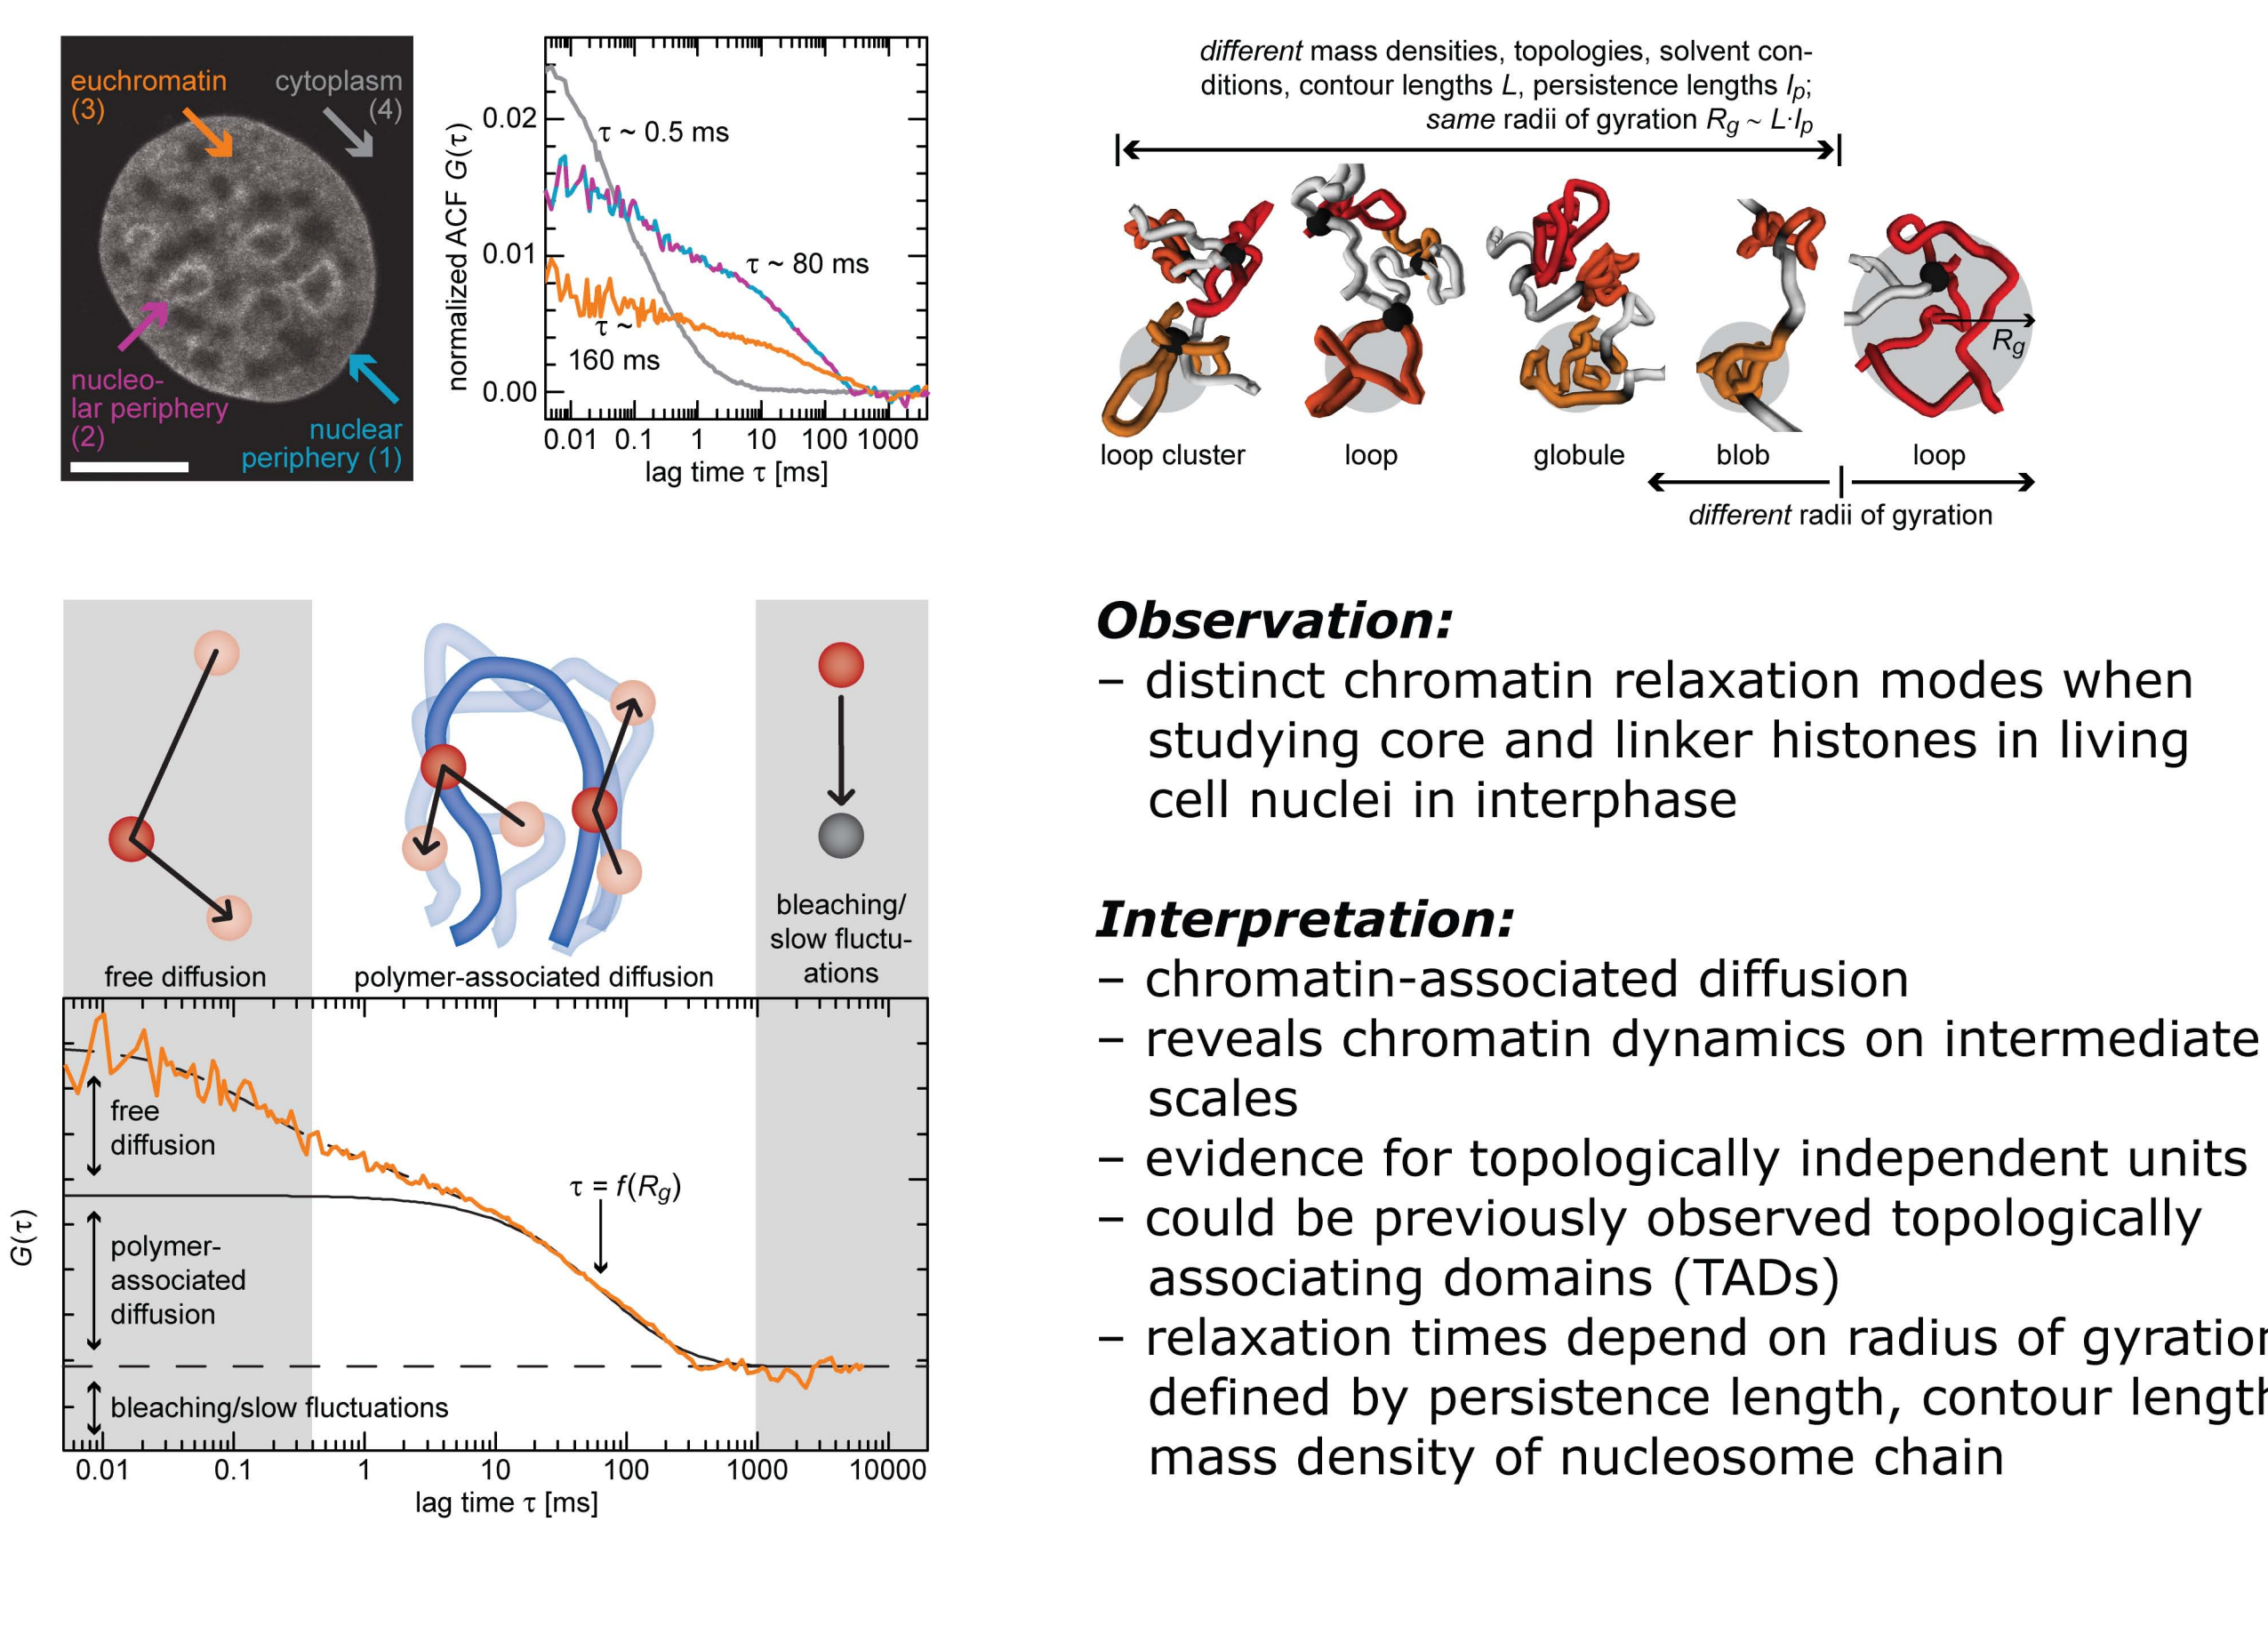 euchromatin
(3)
cytoplasm
(4)
nucleo-
lar periphery
(2)
nuclear
periphery (1)
normalized ACF G(τ)
0.02
0.01
0.00
τ ~ 0.5 ms
τ ~ 80 ms
τ ~
160 ms
0.01 0.1 1 10 100 1000
lag time τ [ms]
different mass densities, topologies, solvent con-
ditions, contour lengths L, persistence lengths lp;
same radii of gyration Rg ~ L·lp
Rg
loop cluster loop globule blob loop
different radii of gyration
free diffusion
polymer-associated diffusion
bleaching/
slow fluctu-
ations
G(τ)
free
diffusion
τ = f(Rg)
polymer-
associated
diffusion
bleaching/slow fluctuations
0.01 0.1 1 10 100 1000 10000
lag time τ [ms]
Observation:
– distinct chromatin relaxation modes when
studying core and linker histones in living
cell nuclei in interphase
Interpretation:
– chromatin-associated diffusion
– reveals chromatin dynamics on intermediate
scales
– evidence for topologically independent units
– could be previously observed topologically
associating domains (TADs)
– relaxation times depend on radius of gyration
defined by persistence length, contour length
mass density of nucleosome chain